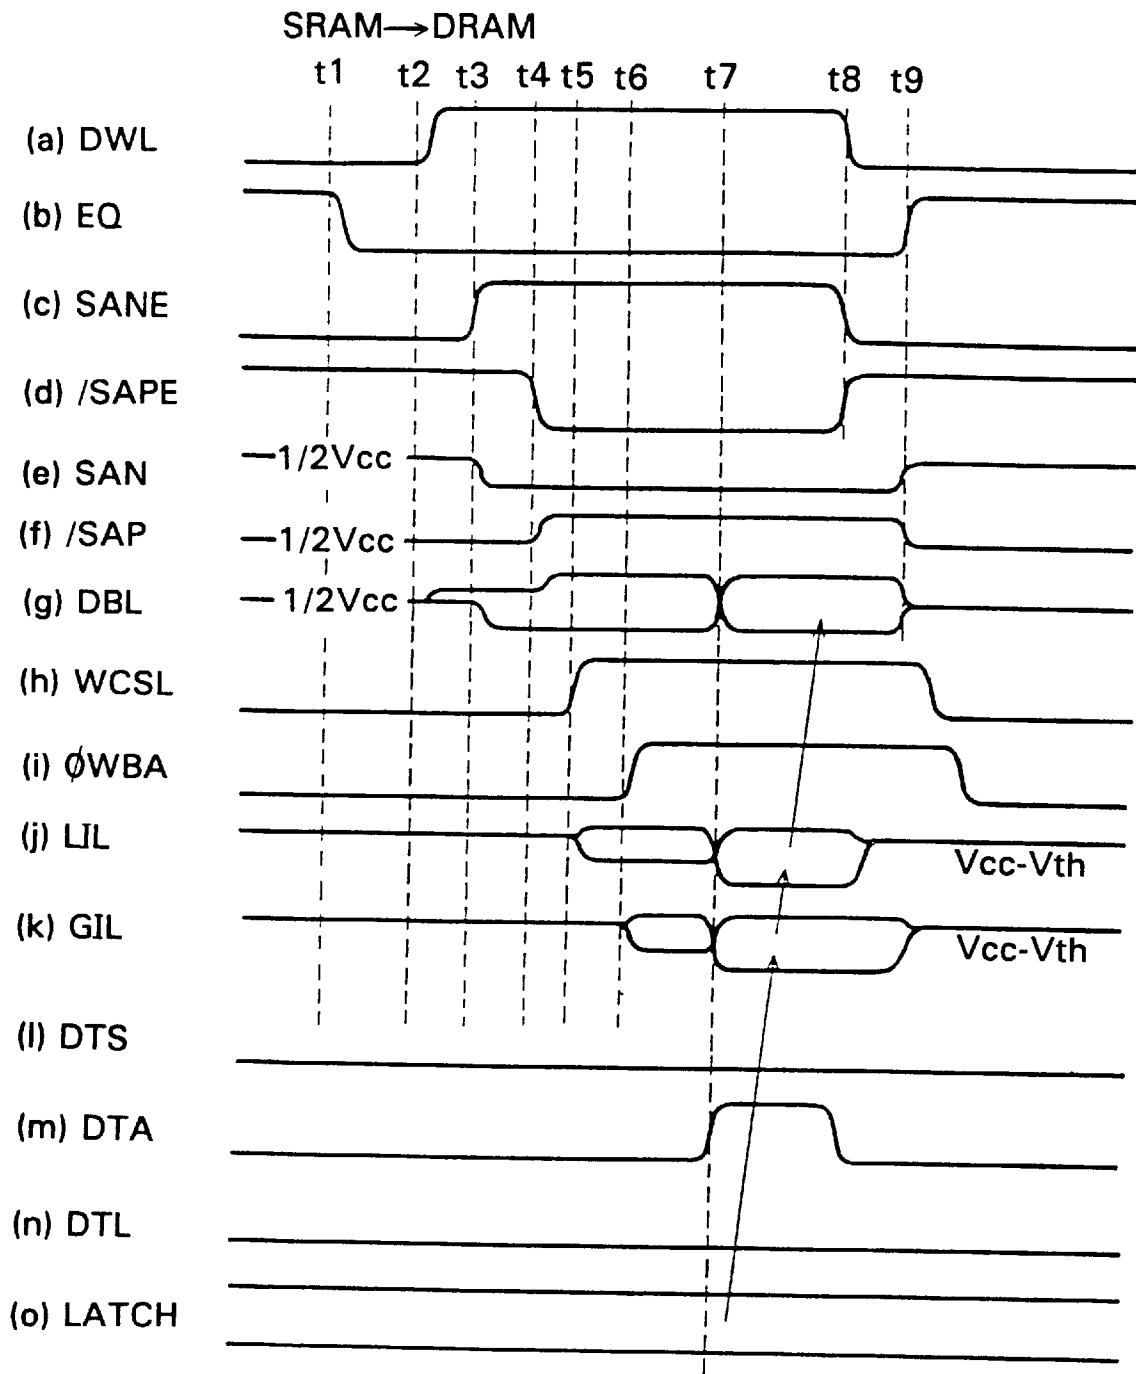 SRAM→DRAM
t1 t2 t3 t4 t5 t6 t7 t8 t9
(a) DWL
(b) EQ
(c) SANE
(d) /SAPE
(e) SAN
1/2Vcc
(f) /SAP
1/2Vcc
(g) DBL
1/2Vcc
(h) WCSL
(i) ØWBA
(j) LIL
Vcc-Vth
(k) GIL
Vcc-Vth
(l) DTS
(m) DTA
(n) DTL
(o) LATCH